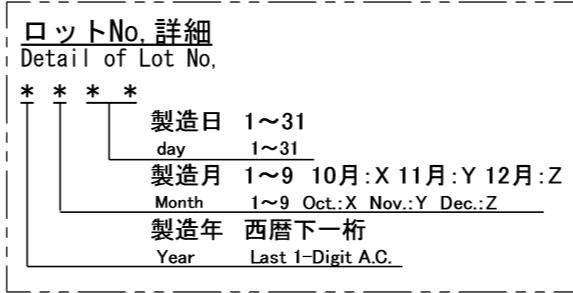 ロットNo,詳細
Detail of Lot No,
* * * *
製造日 1～31
day 1～31
製造月 1～9 10月:X 11月:Y 12月:Z
Month 1～9 Oct.:X Nov.:Y Dec.:Z
製造年 西暦下一桁
Year Last 1-Digit A.C.